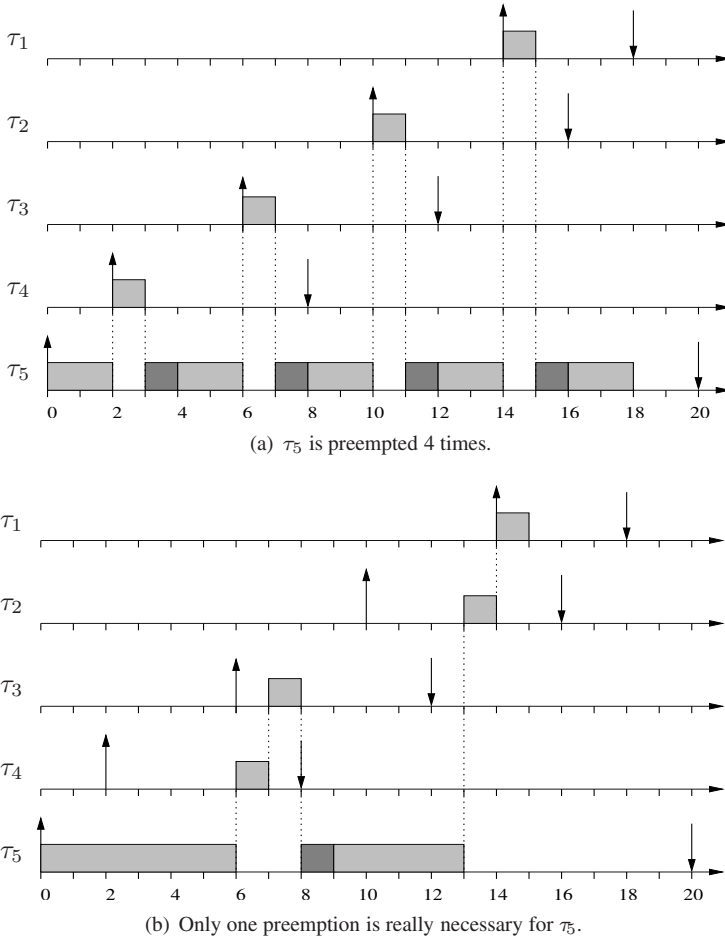 τ1
τ2
τ3
τ4
τ5
0 2 4 6 8 10 12 14 16 18 20
(a) τ5 is preempted 4 times.
τ1
τ2
τ3
τ4
τ5
0 2 4 6 8 10 12 14 16 18 20
(b) Only one preemption is really necessary for τ5.